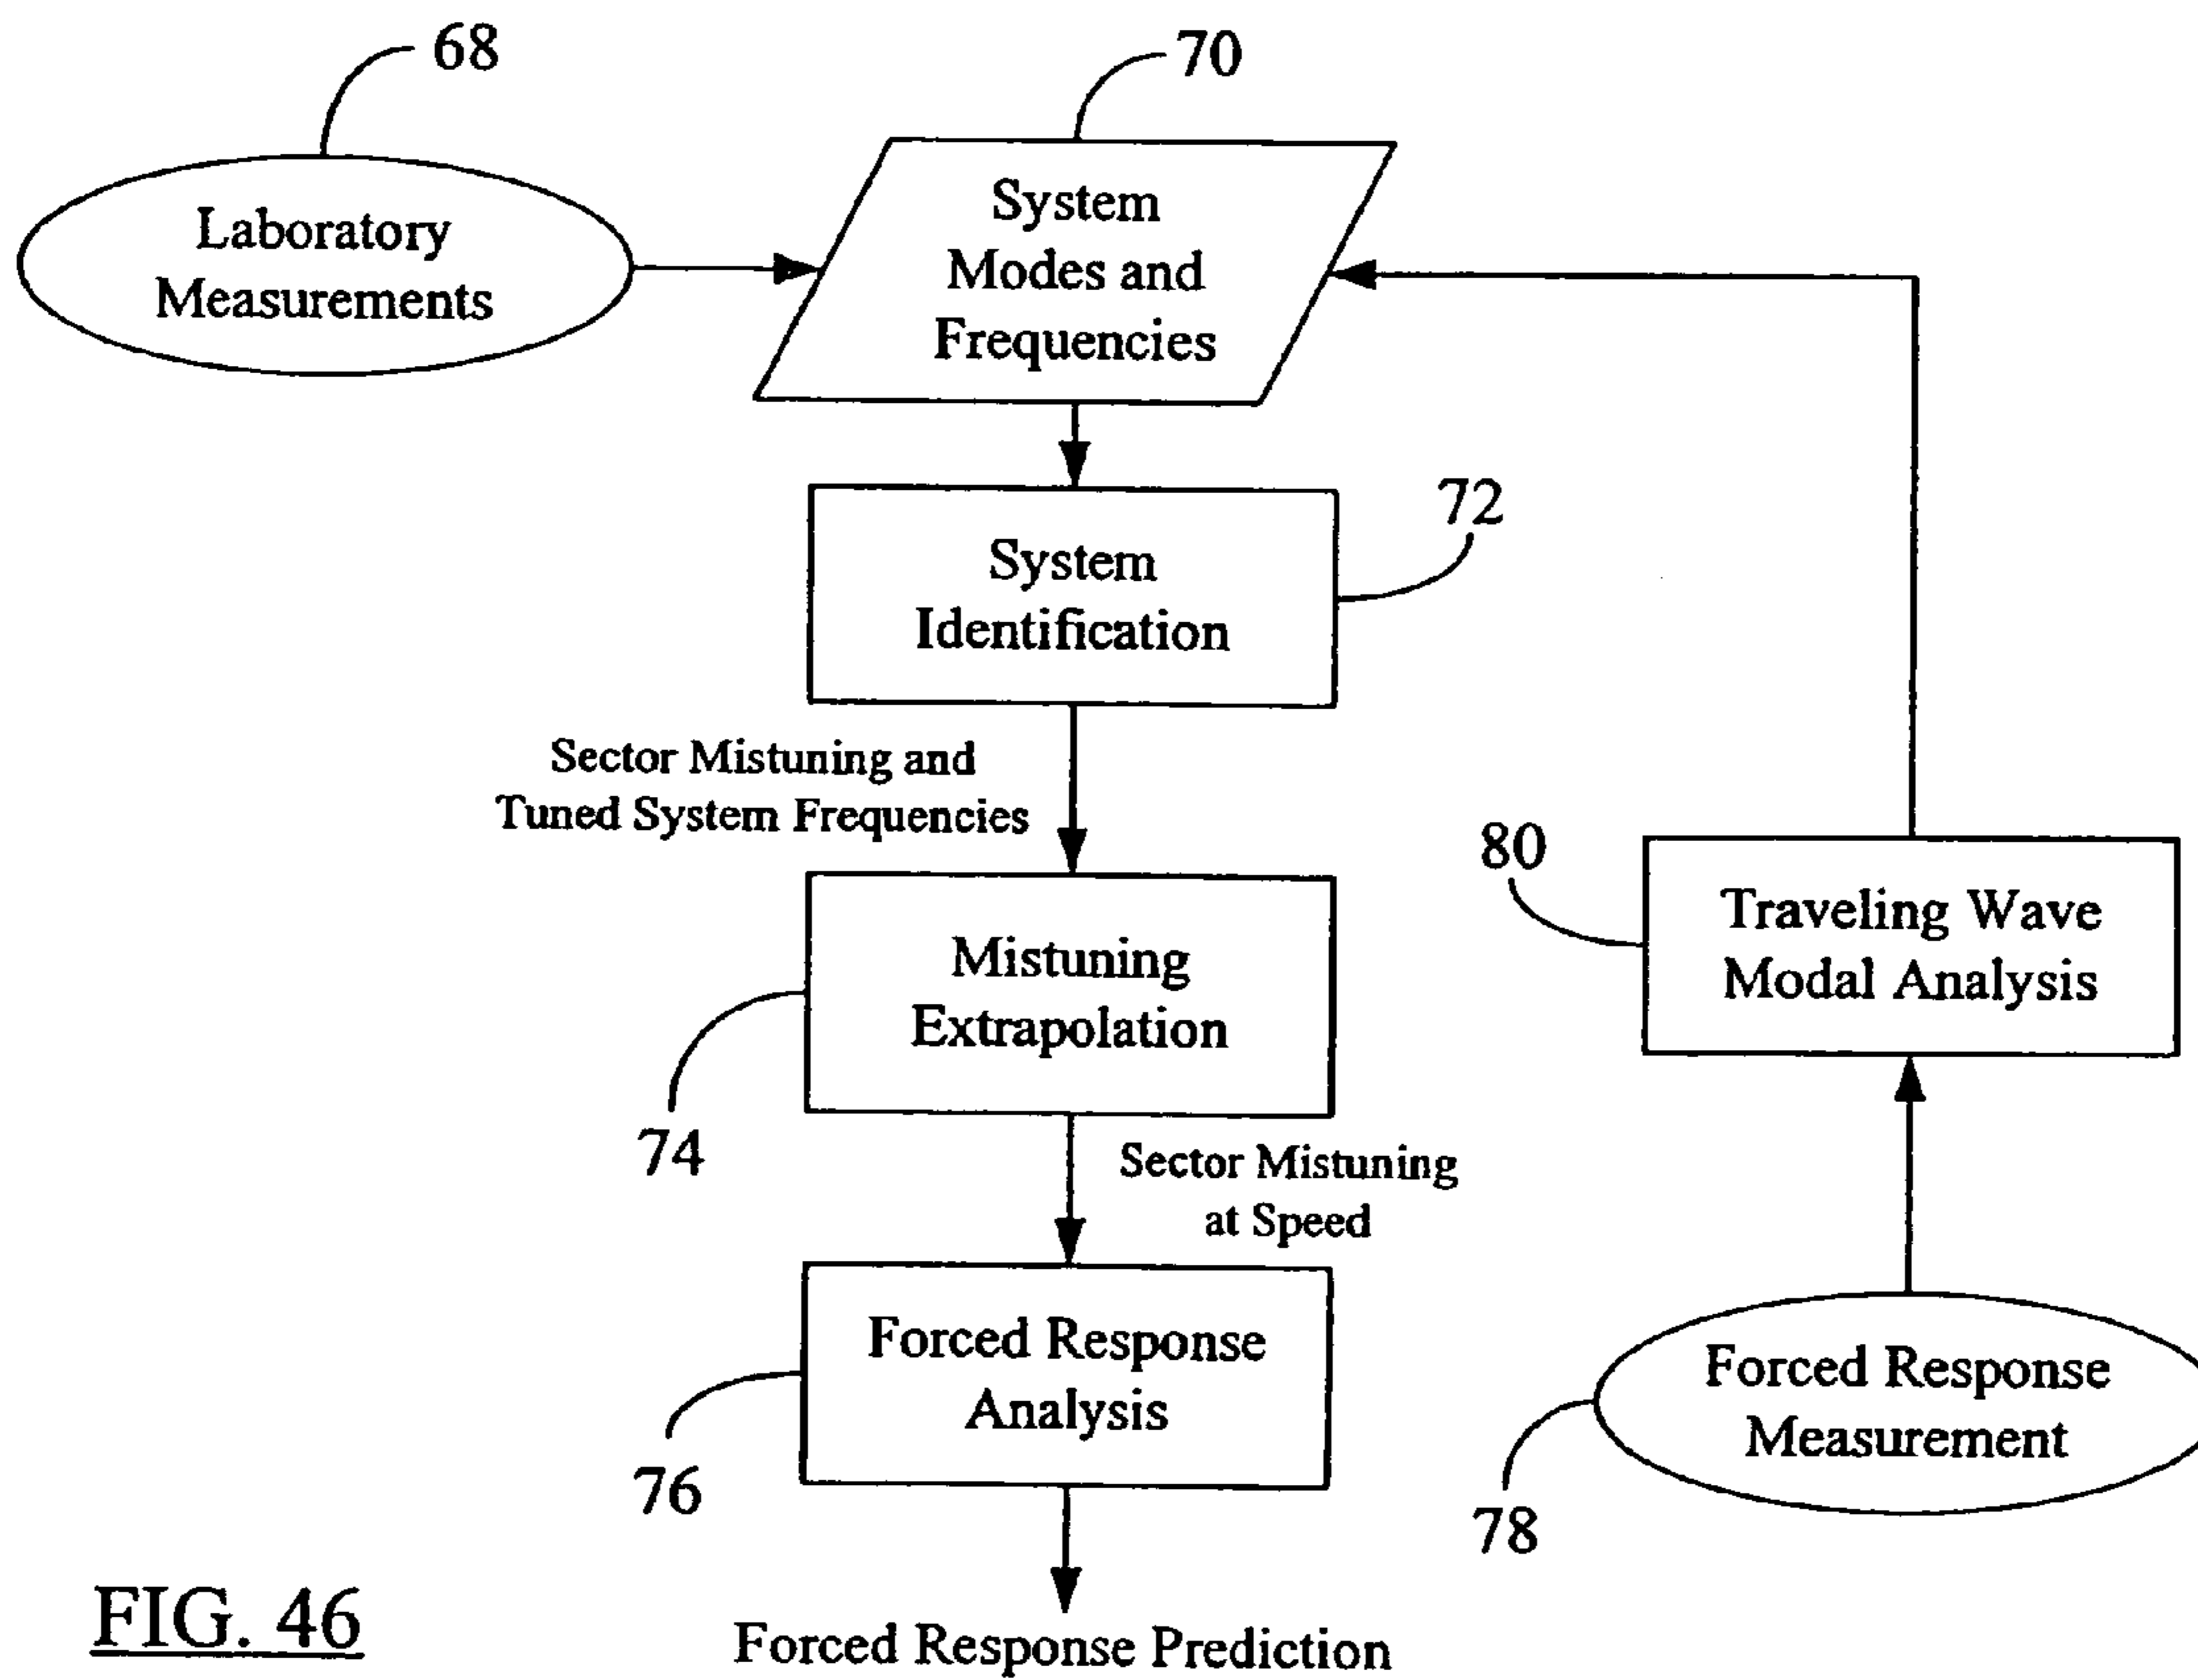 68
70
Laboratory
Measurements
System
Modes and
Frequencies
72
System
Identification
Sector Mistuning and
Tuned System Frequencies
80
Traveling Wave
Modal Analysis
Mistuning
Extrapolation
74
Sector Mistuning
at Speed
Forced Response
Analysis
76
Forced Response
Measurement
78
FIG. 46
Forced Response Prediction